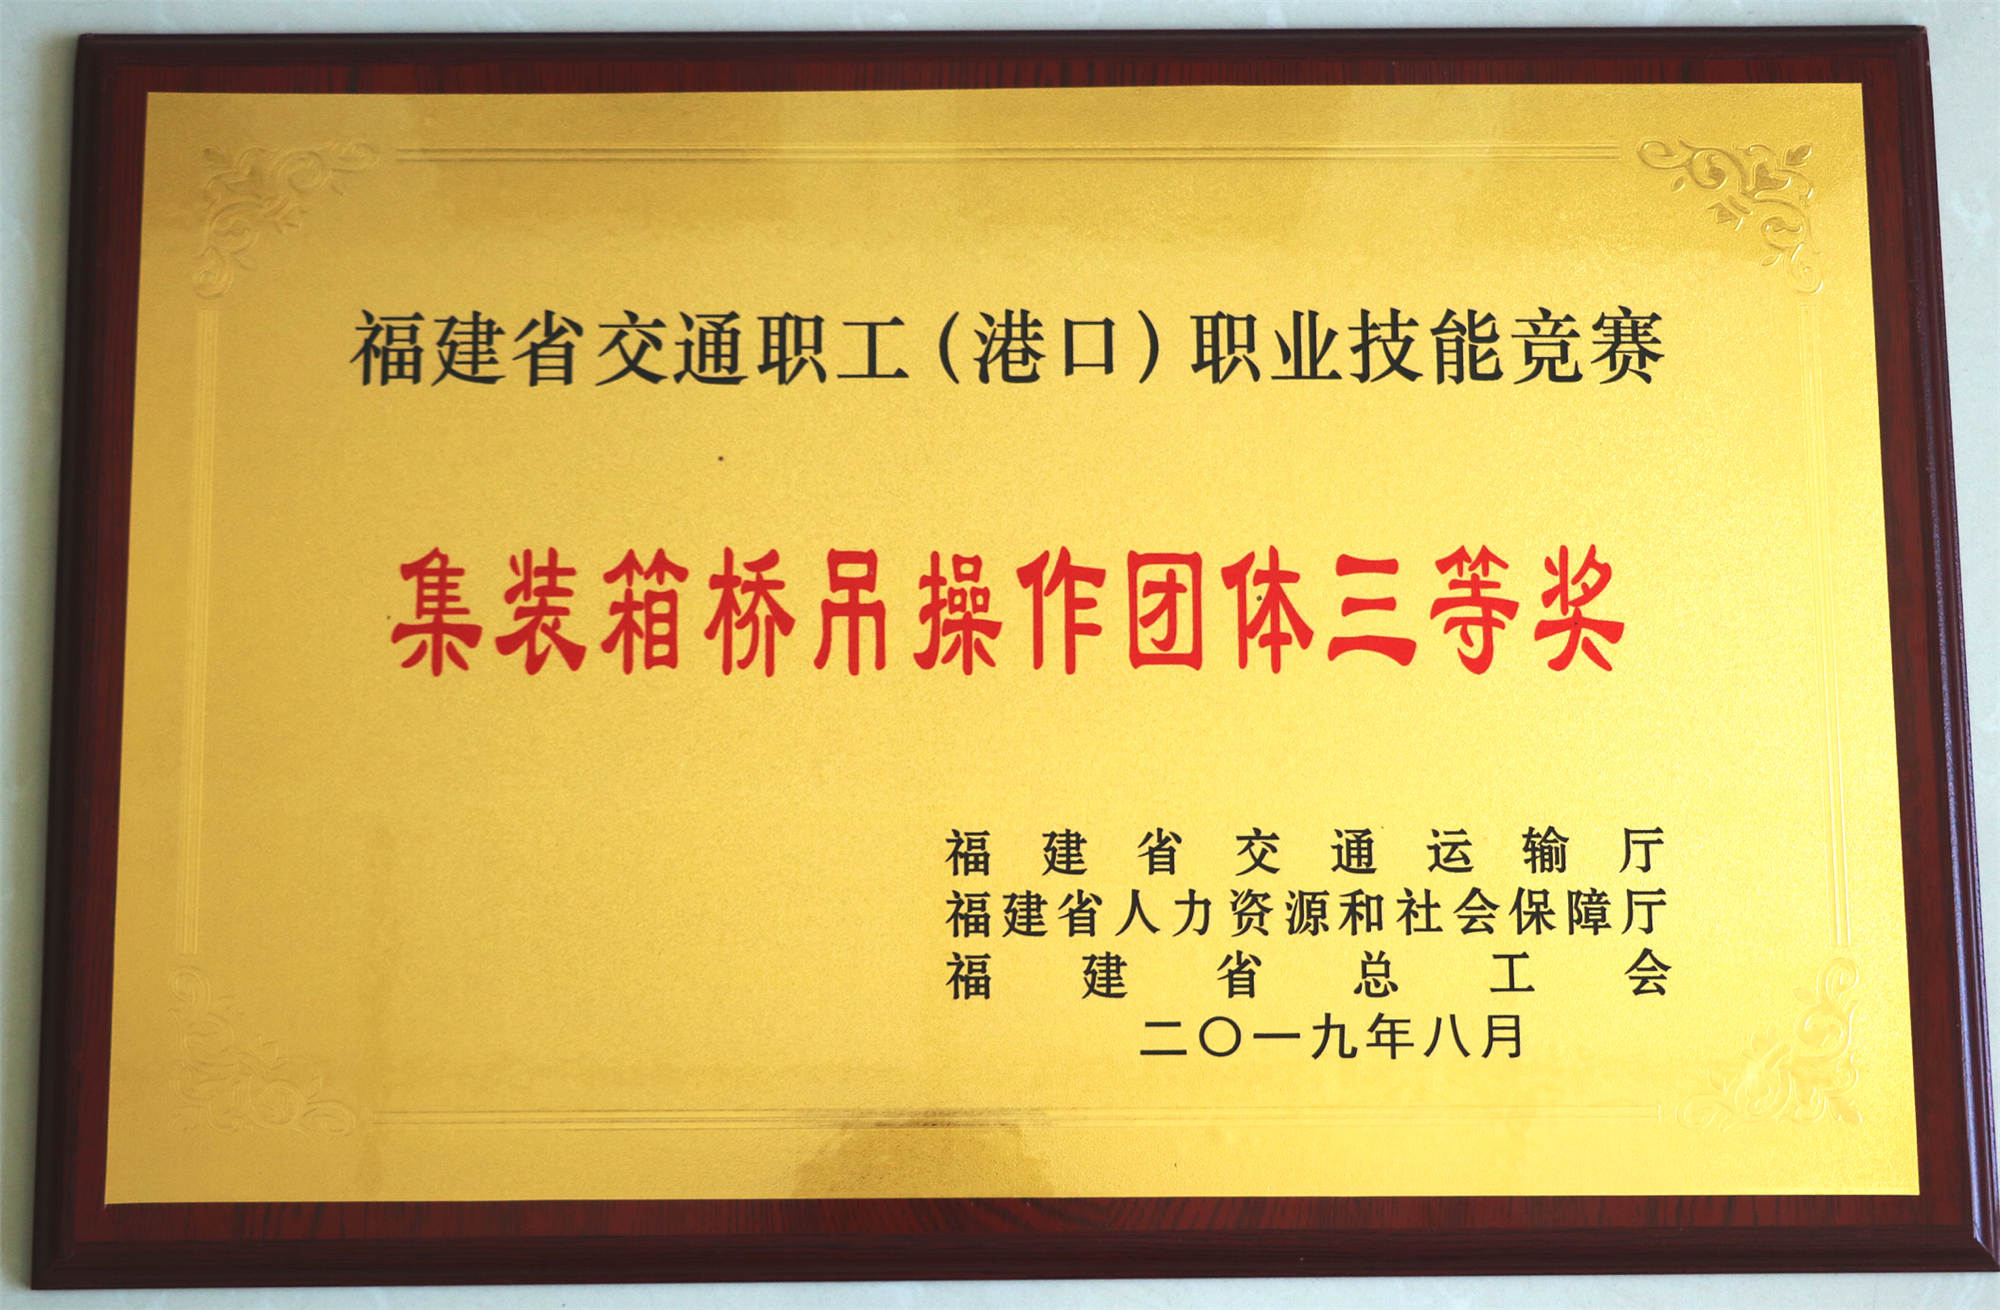 福建省交通职工（港口）职业技能竞赛
集装箱桥吊操作团体三等奖
福建省交通运输厅
福建省人力资源和社会保障厅
福建省总工会
二〇一九年八月